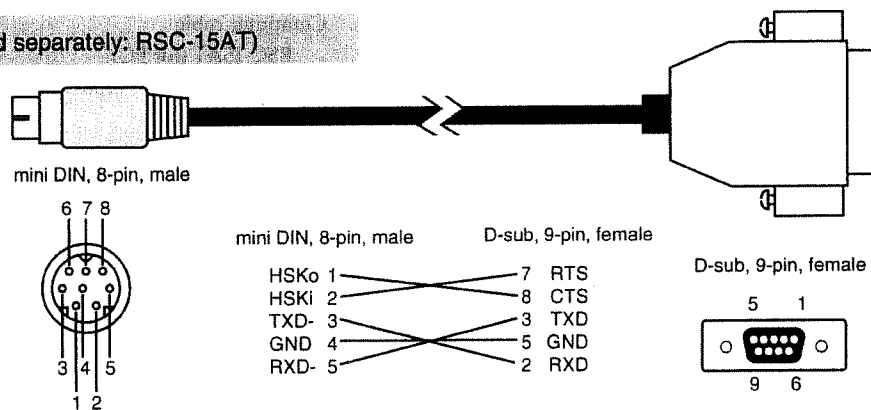 separately: RSC-15AT)
mini DIN, 8-pin, male
6 7 8
3 4 5
1 2
mini DIN, 8-pin, male D-sub, 9-pin, female
HSKo 1 7 RTS
HSKi 2 8 CTS
TXD- 3 3 TXD
GND 4 5 GND
RXD- 5 2 RXD
D-sub, 9-pin, female
5 1
9 6